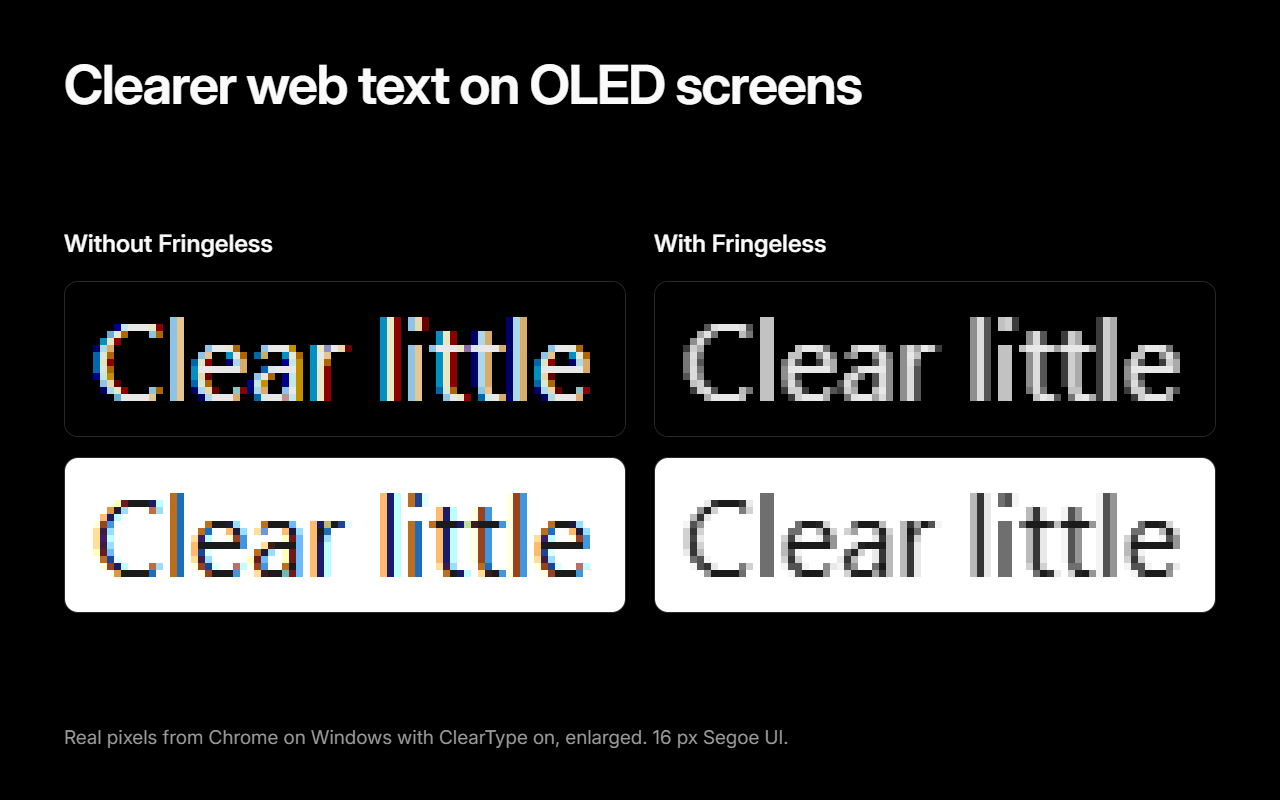 Clearer web text on OLED screens
Without Fringeless
With Fringeless
Clear little
Clear little
Clear little
Clear little
Real pixels from Chrome on Windows with ClearType on, enlarged. 16 px Segoe UI.